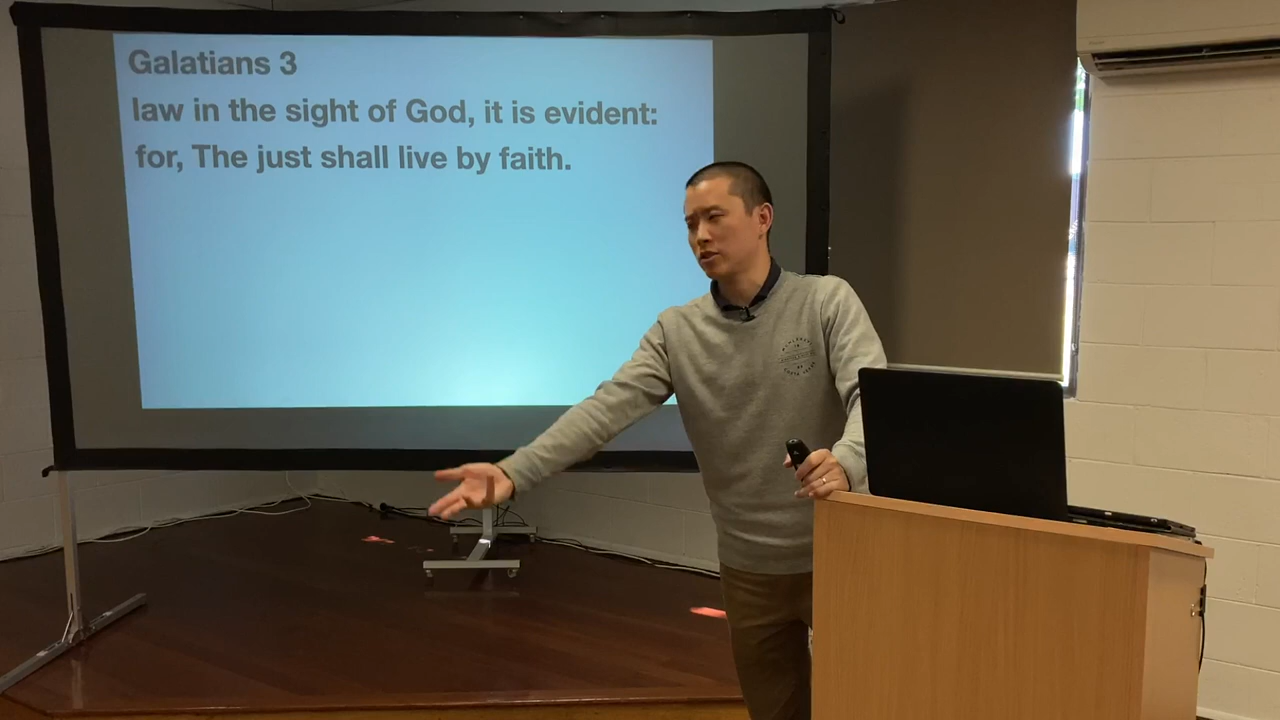 Galatians 3
law in the sight of God, it is evident:
for, The just shall live by faith.